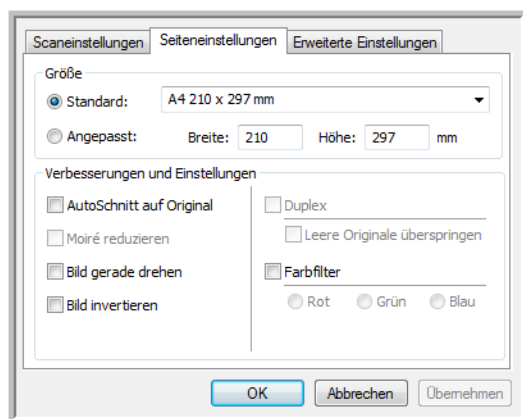 Scaneinstellungen Seiteneinstellungen Erweiterte Einstellungen
Größe
Standard: A4 210 x 297 mm
Angepasst: Breite: 210 Höhe: 297 mm
Verbesserungen und Einstellungen
AutoSchnitt auf Original
Moiré reduzieren
Bild gerade drehen
Bild invertieren
Duplex
Leere Originale überspringen
Farbfilter
Rot Grün Blau
OK Abbrechen Übernehmen